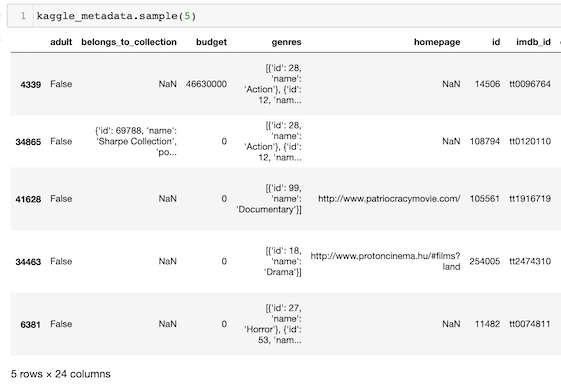 1 kaggle_metadata.sample(5)
adult belongs_to_collection budget genres homepage id imdb_id
4339 False NaN 46630000 [{'id': 28, 'name': 'Action'}, {'id': 12, 'nam... NaN 14506 tt0096764
34865 False {'id': 69788, 'name': 'Sharpe Collection', 'po... 0 [{'id': 28, 'name': 'Action'}, {'id': 12, 'nam... NaN 108794 tt0120110
41628 False NaN 0 [{'id': 99, 'name': 'Documentary'}] http://www.patriocracymovie.com/ 105561 tt1916719
34463 False NaN 0 [{'id': 18, 'name': 'Drama'}] http://www.protoncinema.hu/#films?land 254005 tt2474310
6381 False NaN 0 [{'id': 27, 'name': 'Horror'}, {'id': 53, 'nam... NaN 11482 tt0074811
5 rows × 24 columns